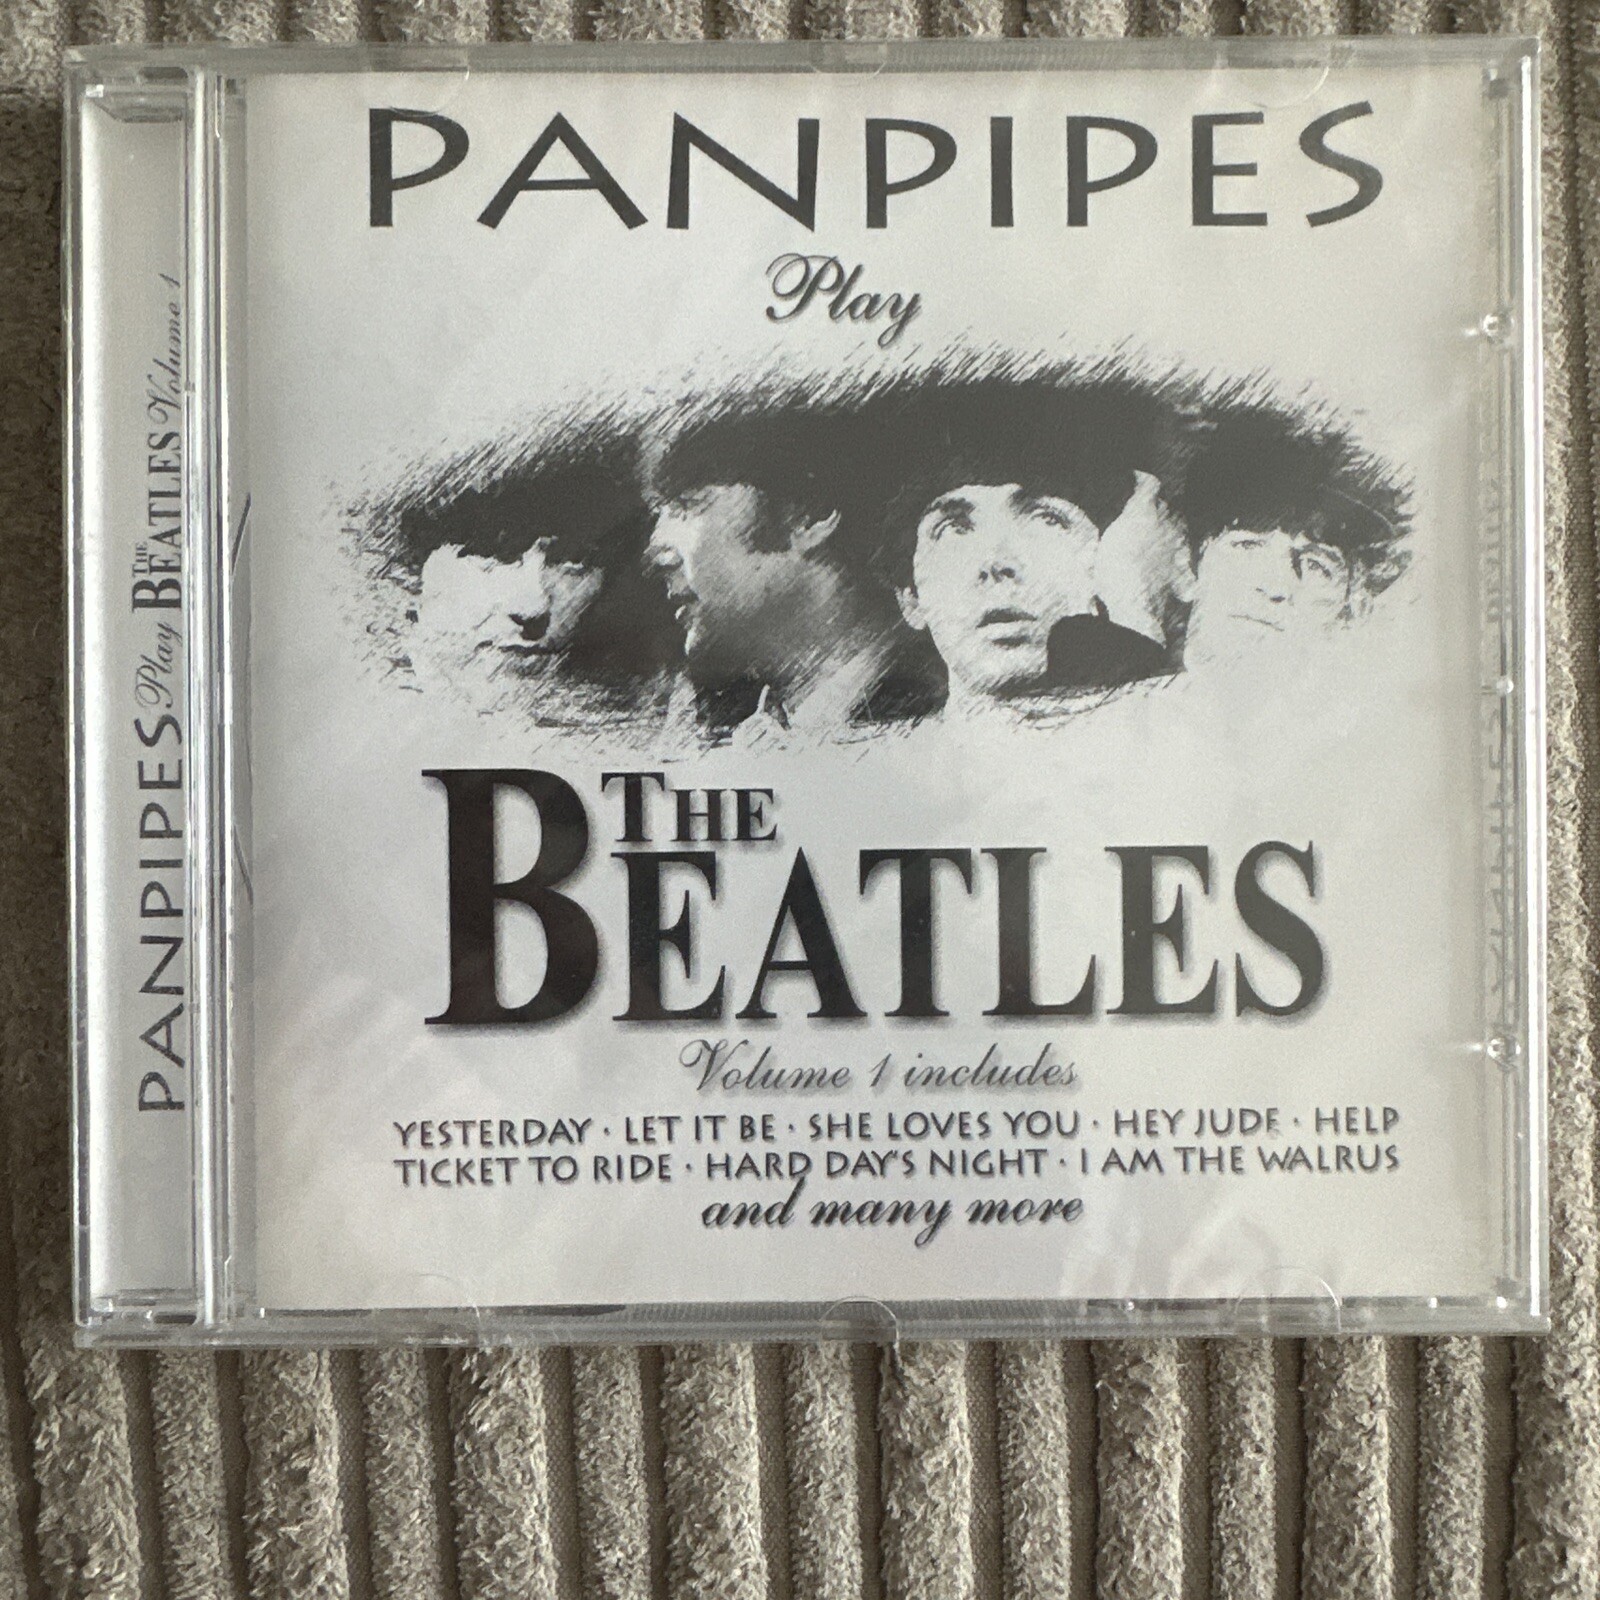 PANPIPES
Play
THE
BEATLES
Volume 1 includes
YESTERDAY · LET IT BE · SHE LOVES YOU · HEY JUDE · HELP
TICKET TO RIDE · HARD DAY'S NIGHT · I AM THE WALRUS
and many more
PANPIPES Play THE BEATLES Volume 1